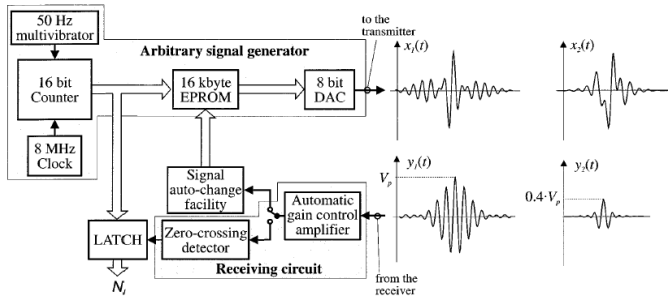 50 Hz
multivibrator
Arbitrary signal generator
to the
transmitter
16 bit
Counter
16 kbyte
EPROM
8 bit
DAC
8 MHz
Clock
x₁(t)
x₂(t)
Signal
auto-change
facility
Automatic
gain control
amplifier
LATCH
Zero-crossing
detector
Receiving circuit
from the
receiver
Nᵢ
y₁(t)
Vₚ
y₂(t)
0.4·Vₚ